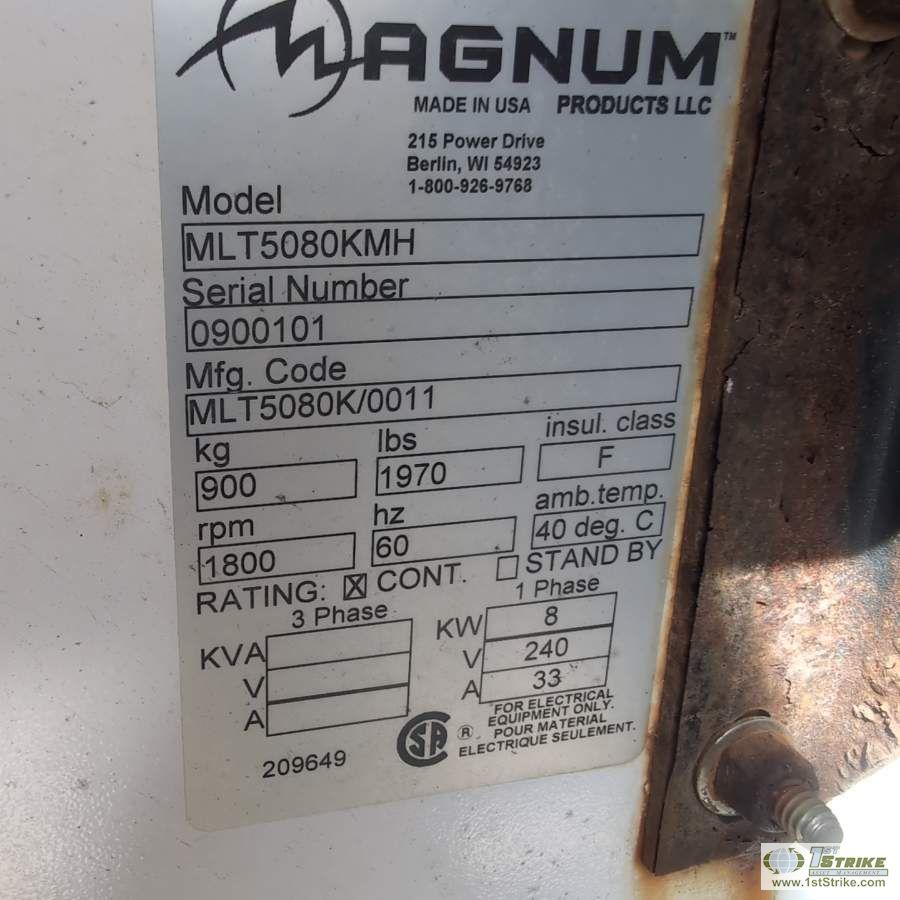 MAGNUM™
MADE IN USA PRODUCTS LLC
215 Power Drive
Berlin, WI 54923
1-800-926-9768
Model
MLT5080KMH
Serial Number
0900101
Mfg. Code
MLT5080K/0011
kg lbs insul. class
900 1970 F
rpm hz amb.temp.
1800 60 40 deg. C
RATING: ☒ CONT. ☐ STAND BY
3 Phase 1 Phase
KVA KW 8
V V 240
A A 33
CSA ® FOR ELECTRICAL
EQUIPMENT ONLY.
POUR MATERIAL
ELECTRIQUE SEULEMENT.
209649
1ST STRIKE
ASSET MANAGEMENT
www.1stStrike.com